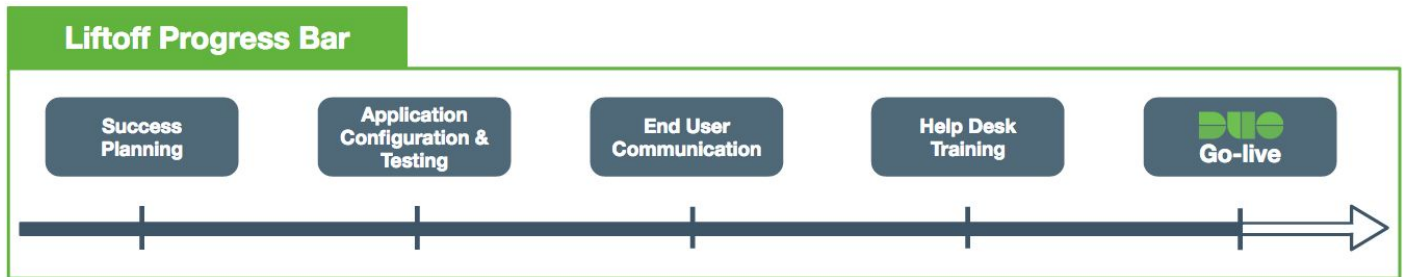 Liftoff Progress Bar
Success
Planning
Application
Configuration &
Testing
End User
Communication
Help Desk
Training
DUO
Go-live